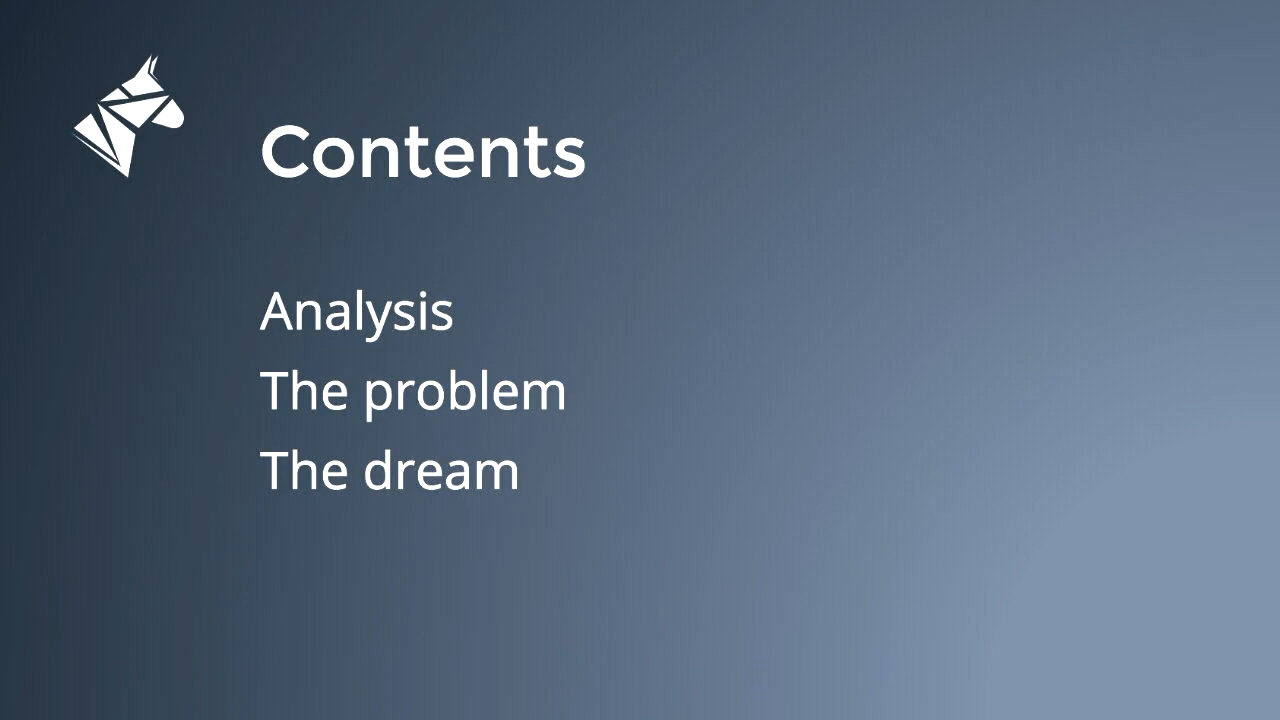 Contents
Analysis
The problem
The dream